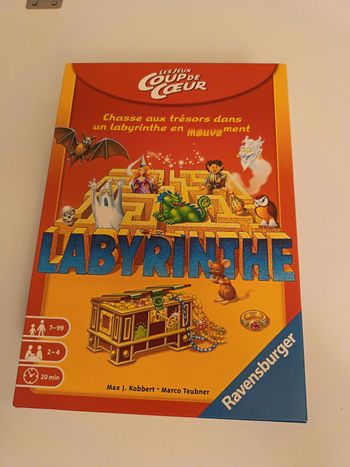 LES JEUX
COUP DE
CŒUR
Chasse aux trésors dans
un labyrinthe en mouvement
LABYRINTHE
7-99
2-4
20 min
Max J. Kobbert • Marco Teubner
Ravensburger